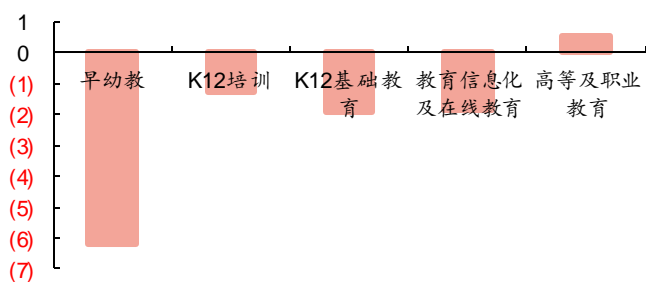 1
0
(1)
(2)
(3)
(4)
(5)
(6)
(7)
早幼教
K12培训
K12基础教
育
教育信息化
及在线教育
高等及职业
教育